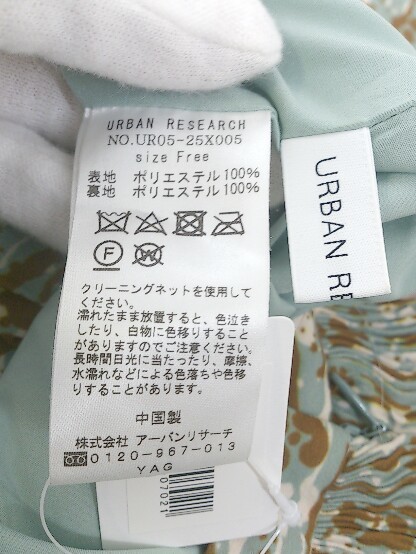 URBAN RESEARCH
NO.UR05-25X005
size Free
表地 ポリエステル100%
裏地 ポリエステル100%
F W
クリーニングネットを使用して
ください。
濡れたまま放置すると、色泣き
したり、白物に色移りすること
がありますのでご注意ください。
長時間日光に当たったり、摩擦、
水濡れなどによる色落ちや色移
りすることがあります。
中国製
株式会社 アーバンリサーチ
0120-967-013
YAG
URBAN RE
07021